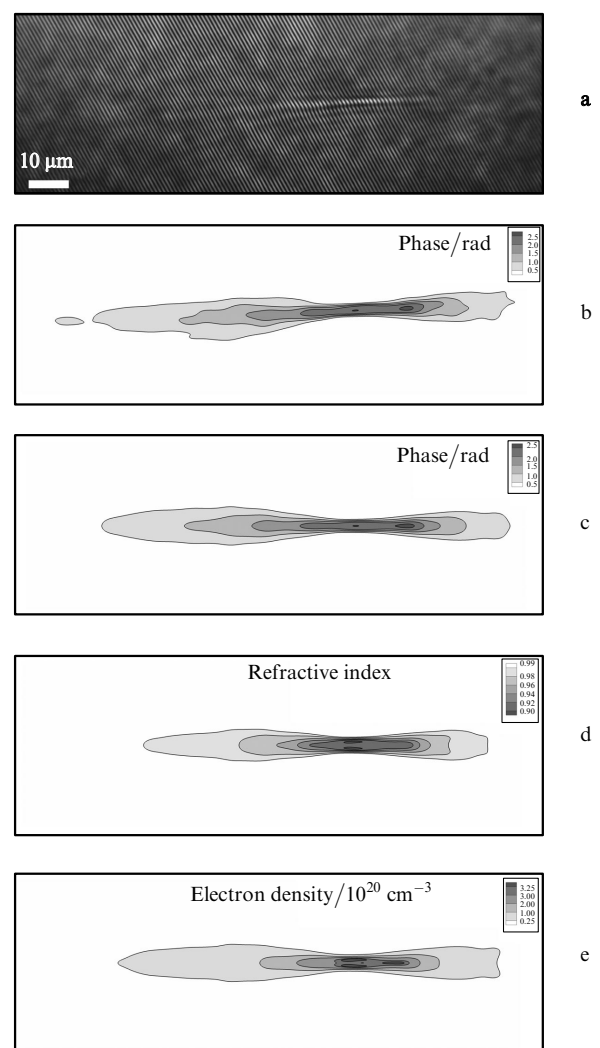 a
10 μm
Phase/rad
2.5
2.0
1.5
1.0
0.5
b
Phase/rad
2.5
2.0
1.5
1.0
0.5
c
Refractive index
0.99
0.98
0.96
0.94
0.92
0.90
d
Electron density/10²⁰ cm⁻³
3.25
3.00
2.00
1.00
0.25
e